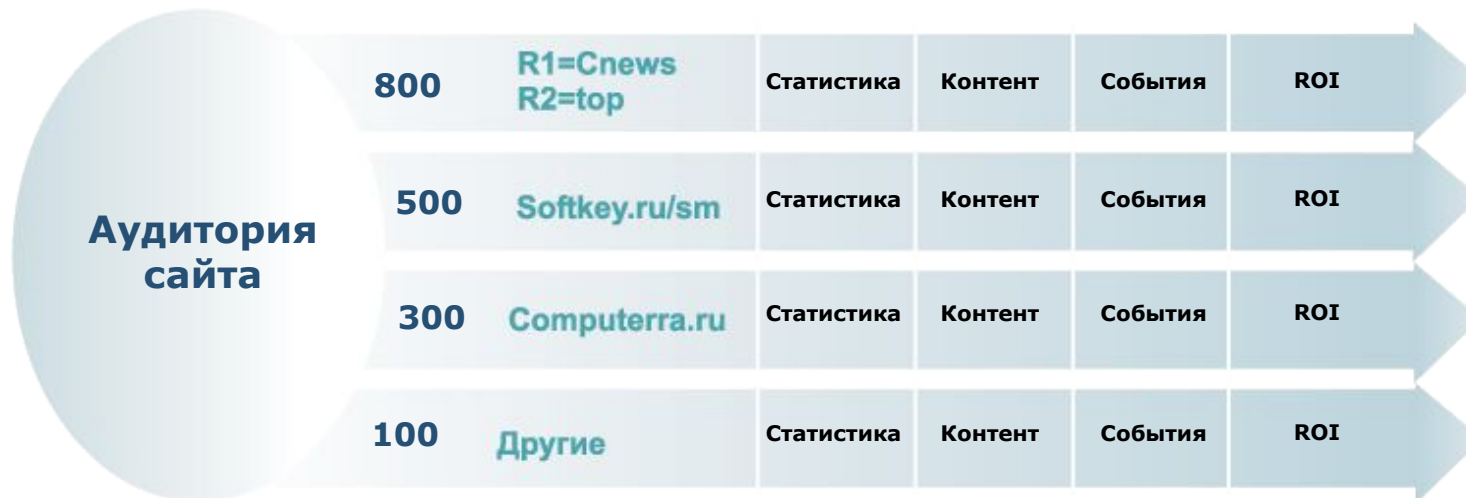 Аудитория
сайта
800
R1=Cnews
R2=top
Статистика
Контент
События
ROI
500
Softkey.ru/sm
Статистика
Контент
События
ROI
300
Computerra.ru
Статистика
Контент
События
ROI
100
Другие
Статистика
Контент
События
ROI